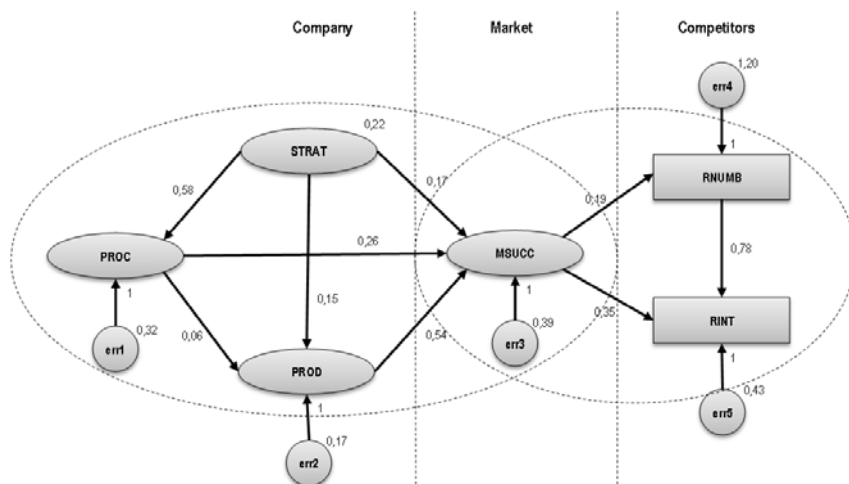 Company Market Competitors
1,20
err4
0,22
STRAT
1
RNUMB
0,17
0,58
0,49
PROC
0,26
MSUCC
0,78
1
0,15
1
0,35
RINT
0,32
err1
0,06
0,54
0,39
err3
PROD
1
1
0,43
err5
0,17
err2